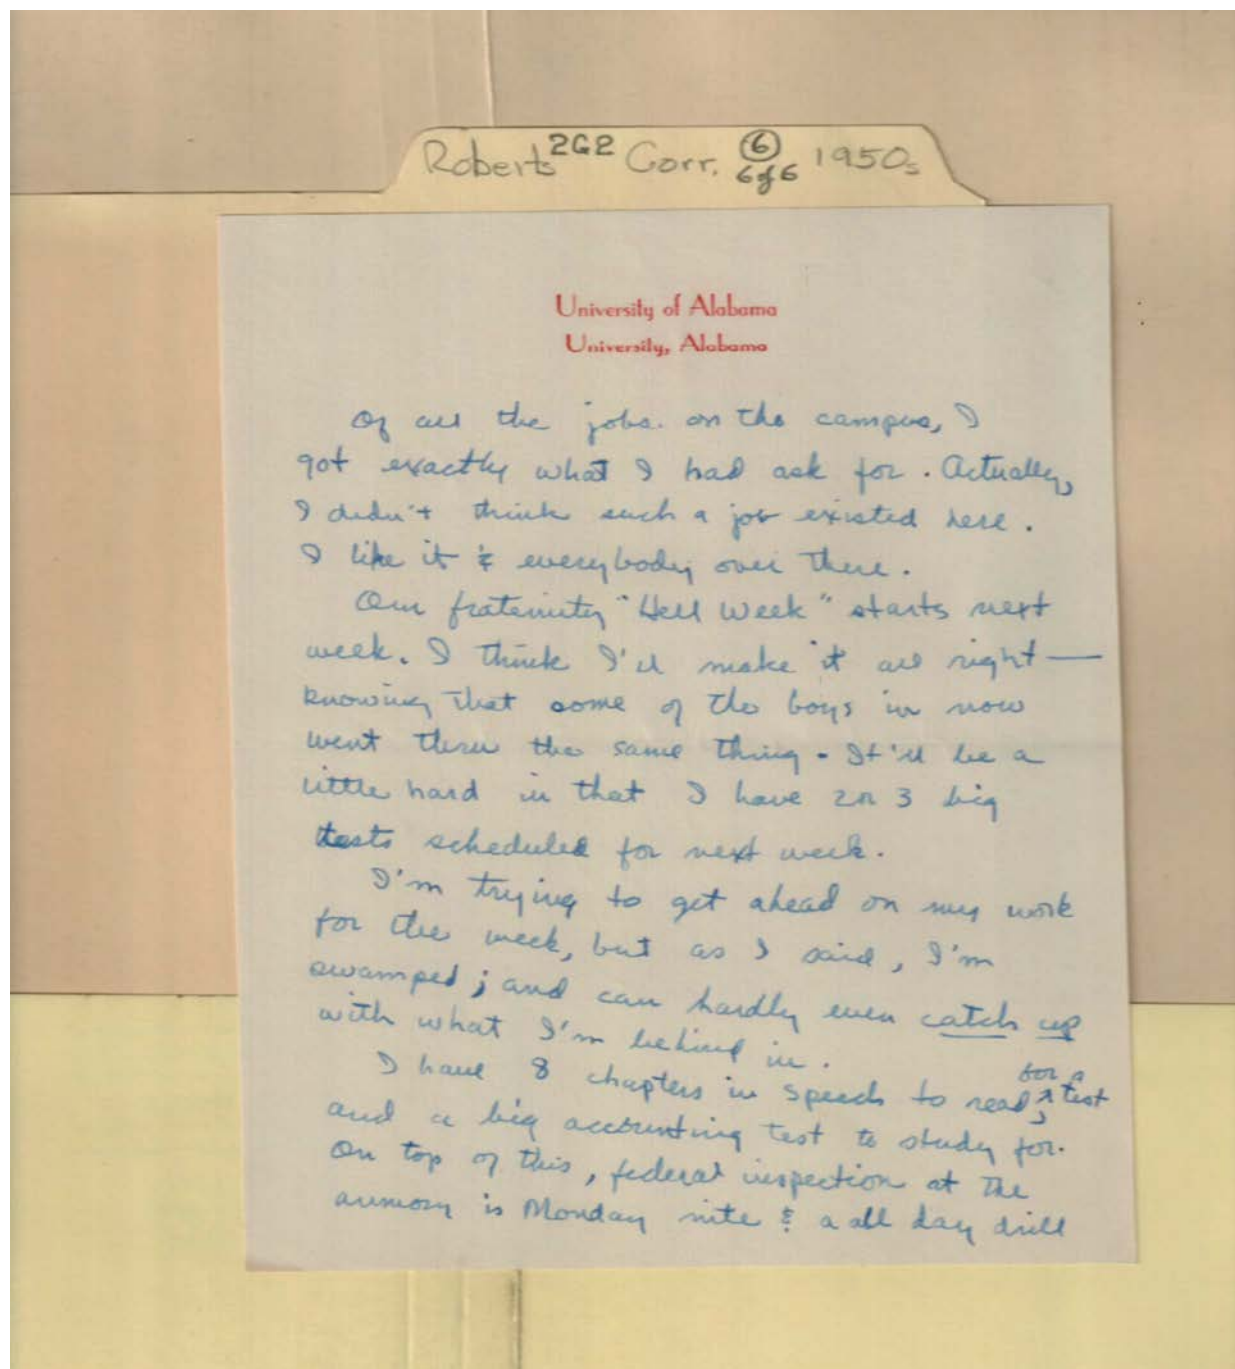 Roberts 2G2 Corr. 6 1950s
6 of 6
University of Alabama
University, Alabama
Of all the jobs on the campus, I
got exactly what I had ask for. Actually,
I didn't think such a job existed here.
I like it & everybody over there.
Our fraternity "Hell Week" starts next
week. I think I'll make it all right —
knowing that some of the boys in now
went thru the same thing. It'll be a
little hard in that I have 2 or 3 big
tests scheduled for next week.
I'm trying to get ahead on my work
for the week, but as I said, I'm
swamped; and can hardly even catch up
with what I'm behind in.
I have 8 chapters in speech to read for a test,
and a big accounting test to study for.
On top of this, federal inspection at the
armory is Monday nite & a all day drill